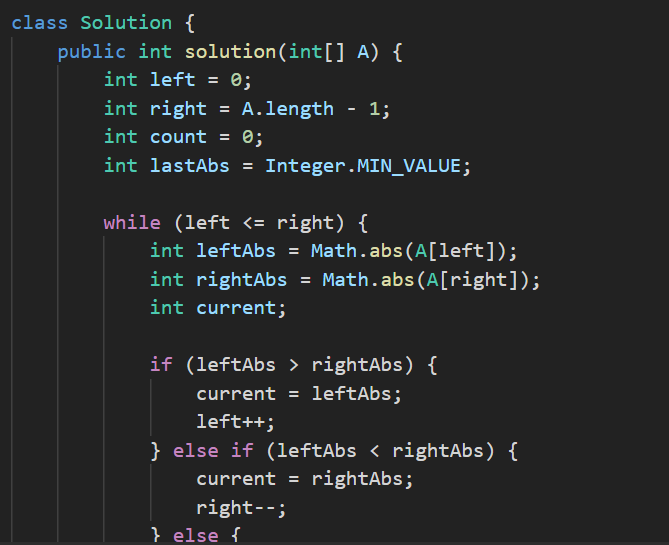 class Solution {
public int solution(int[] A) {
int left = 0;
int right = A.length - 1;
int count = 0;
int lastAbs = Integer.MIN_VALUE;
while (left <= right) {
int leftAbs = Math.abs(A[left]);
int rightAbs = Math.abs(A[right]);
int current;
if (leftAbs > rightAbs) {
current = leftAbs;
left++;
} else if (leftAbs < rightAbs) {
current = rightAbs;
right--;
} else {